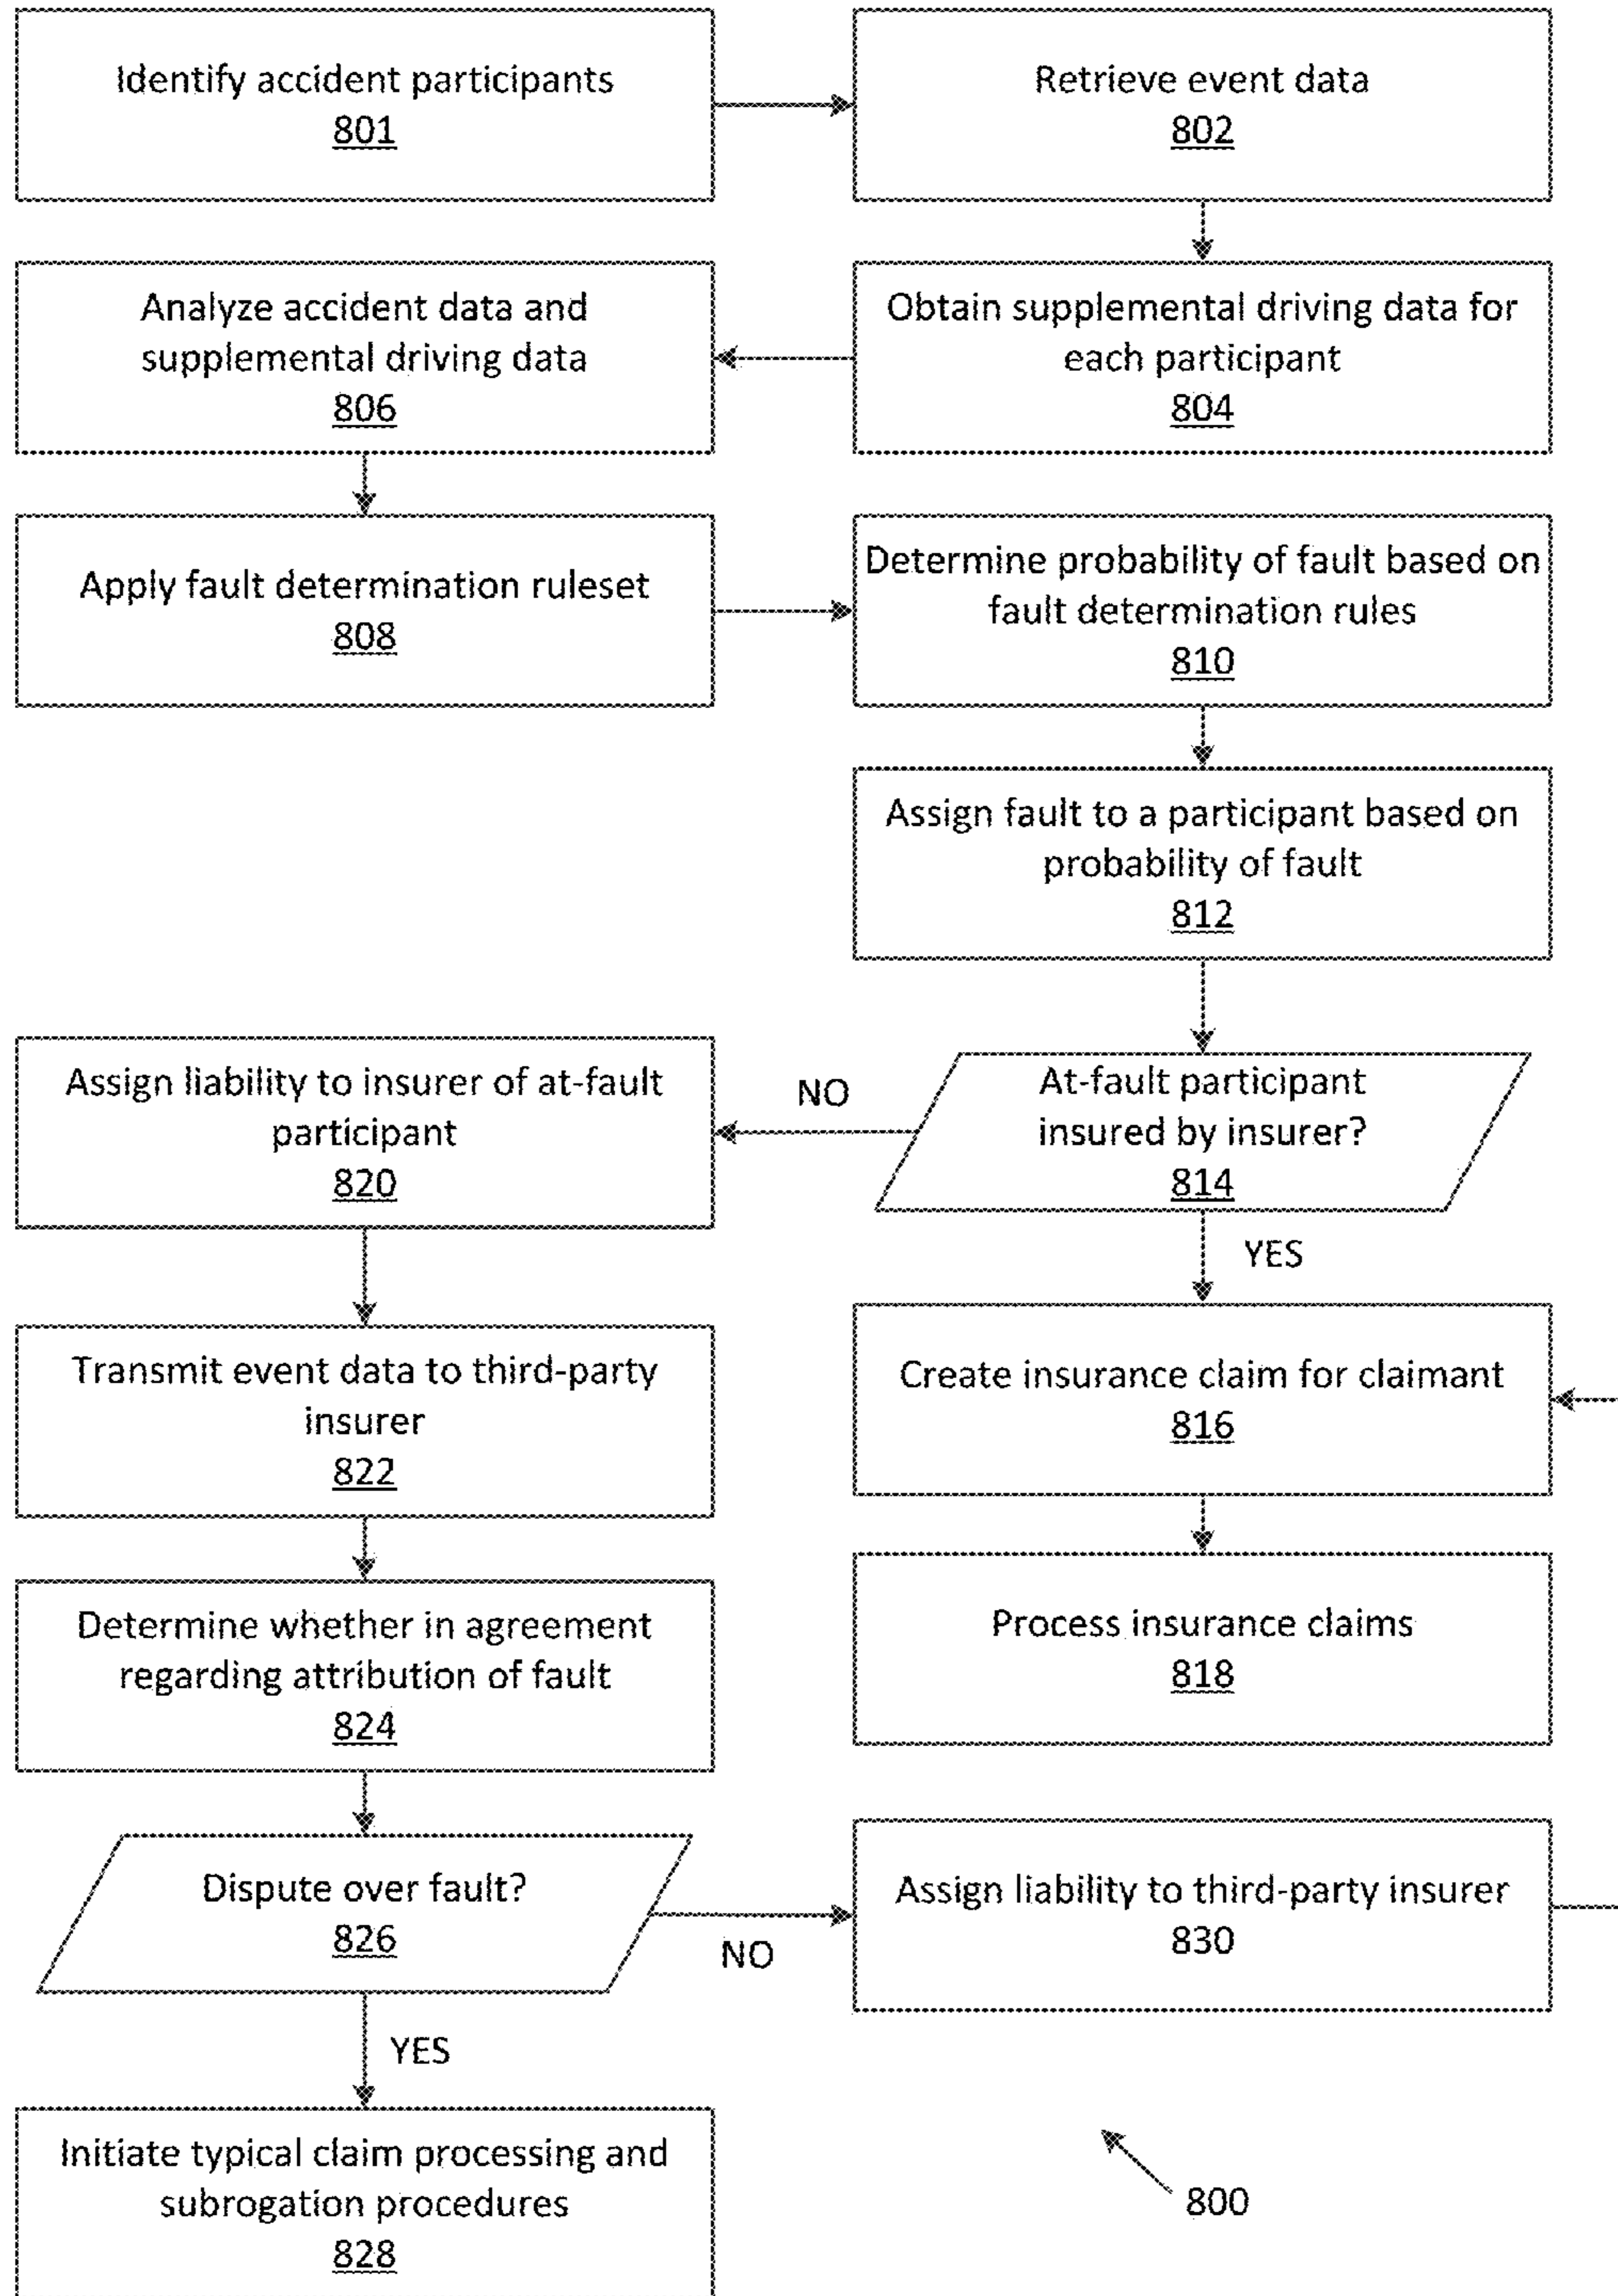 Identify accident participants
801
Retrieve event data
802
Obtain supplemental driving data for
each participant
804
Analyze accident data and
supplemental driving data
806
Apply fault determination ruleset
808
Determine probability of fault based on
fault determination rules
810
Assign fault to a participant based on
probability of fault
812
At-fault participant
insured by insurer?
814
NO
YES
Assign liability to insurer of at-fault
participant
820
Create insurance claim for claimant
816
Process insurance claims
818
Transmit event data to third-party
insurer
822
Determine whether in agreement
regarding attribution of fault
824
Dispute over fault?
826
NO
Assign liability to third-party insurer
830
YES
Initiate typical claim processing and
subrogation procedures
828
800